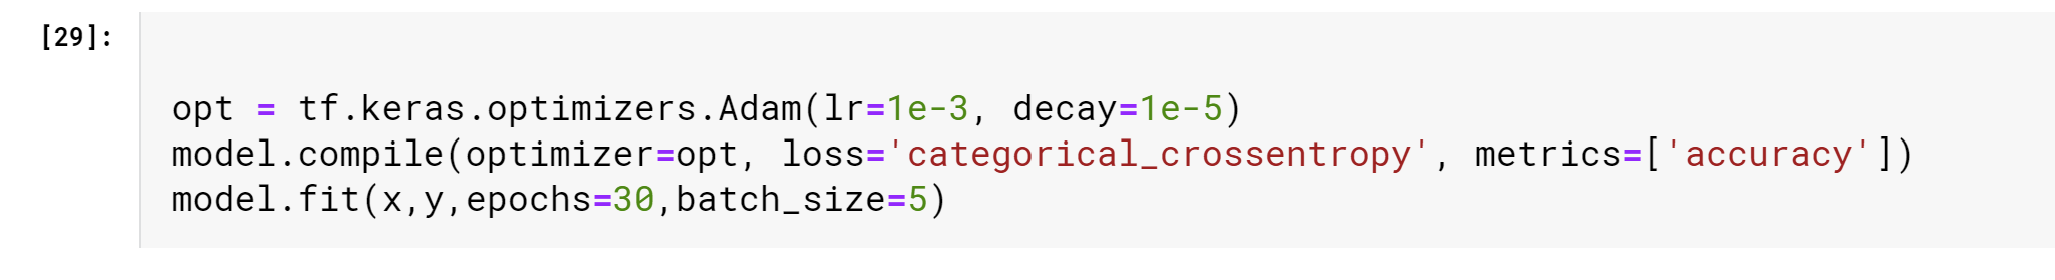 [29]:
opt = tf.keras.optimizers.Adam(lr=1e-3, decay=1e-5)
model.compile(optimizer=opt, loss='categorical_crossentropy', metrics=['accuracy'])
model.fit(x,y,epochs=30,batch_size=5)